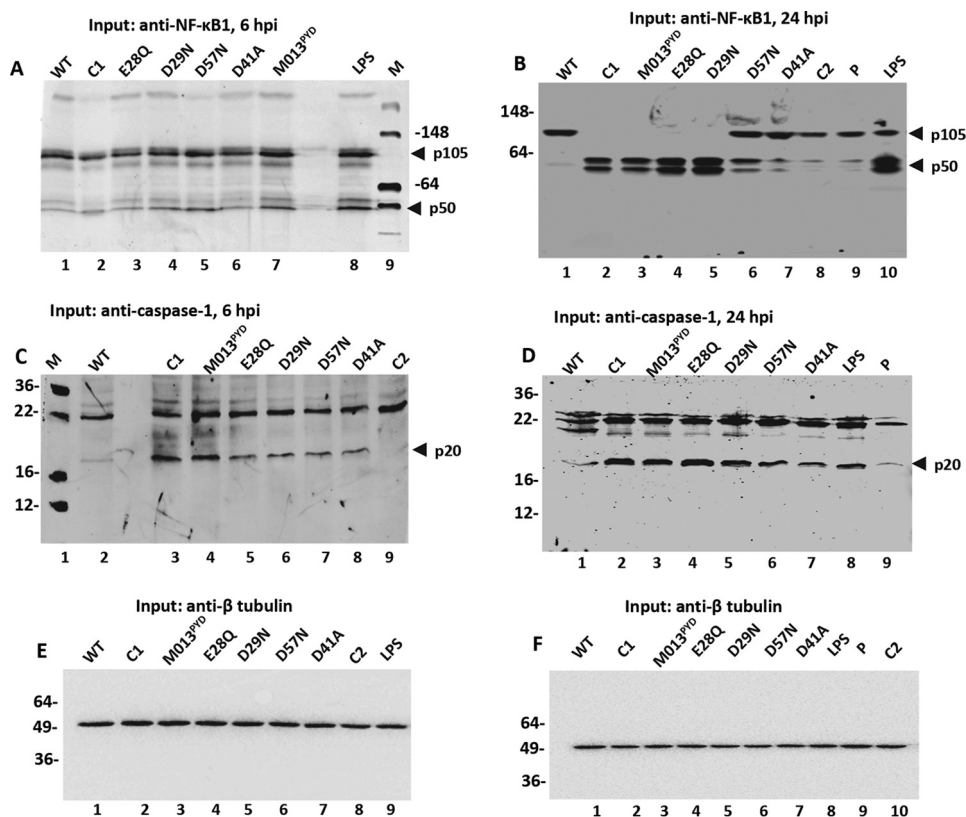 Input: anti-NF-κB1, 6 hpi
A
WT C1 E28Q D29N D57N D41A M013PYD LPS M
-148
p105
-64
p50
1 2 3 4 5 6 7 8 9
Input: anti-NF-κB1, 24 hpi
B
WT C1 M013PYD E28Q D29N D57N D41A C2 P LPS
148-
p105
64-
p50
1 2 3 4 5 6 7 8 9 10
Input: anti-caspase-1, 6 hpi
C
M WT C1 M013PYD E28Q D29N D57N D41A C2
36-
22-
p20
16-
12-
1 2 3 4 5 6 7 8 9
Input: anti-caspase-1, 24 hpi
D
WT C1 M013PYD E28Q D29N D57N D41A LPS P
36-
22-
p20
16-
12-
1 2 3 4 5 6 7 8 9
Input: anti-β tubulin
E
WT C1 M013PYD E28Q D29N D57N D41A C2 LPS
64-
49-
36-
1 2 3 4 5 6 7 8 9
Input: anti-β tubulin
F
WT C1 M013PYD E28Q D29N D57N D41A LPS P C2
64-
49-
36-
1 2 3 4 5 6 7 8 9 10